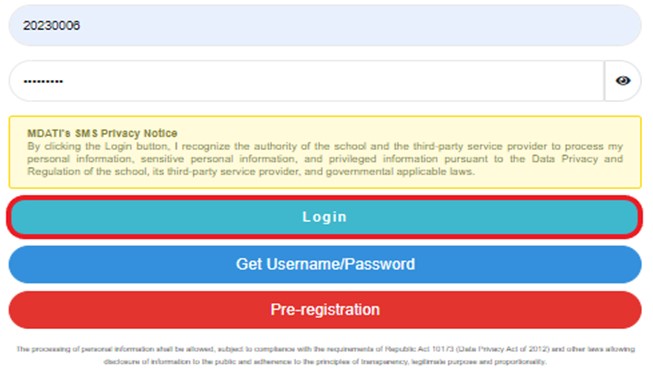 20230006
•••••••••
MDATI's SMS Privacy Notice
By clicking the Login button, I recognize the authority of the school and the third-party service provider to process my
personal information, sensitive personal information, and privileged information pursuant to the Data Privacy and
Regulation of the school, its third-party service provider, and governmental applicable laws.
Login
Get Username/Password
Pre-registration
The processing of personal information shall be allowed, subject to compliance with the requirements of Republic Act 10173 (Data Privacy Act of 2012) and other laws allowing
disclosure of information to the public and adherence to the principles of transparency, legitimate purpose and proportionality.